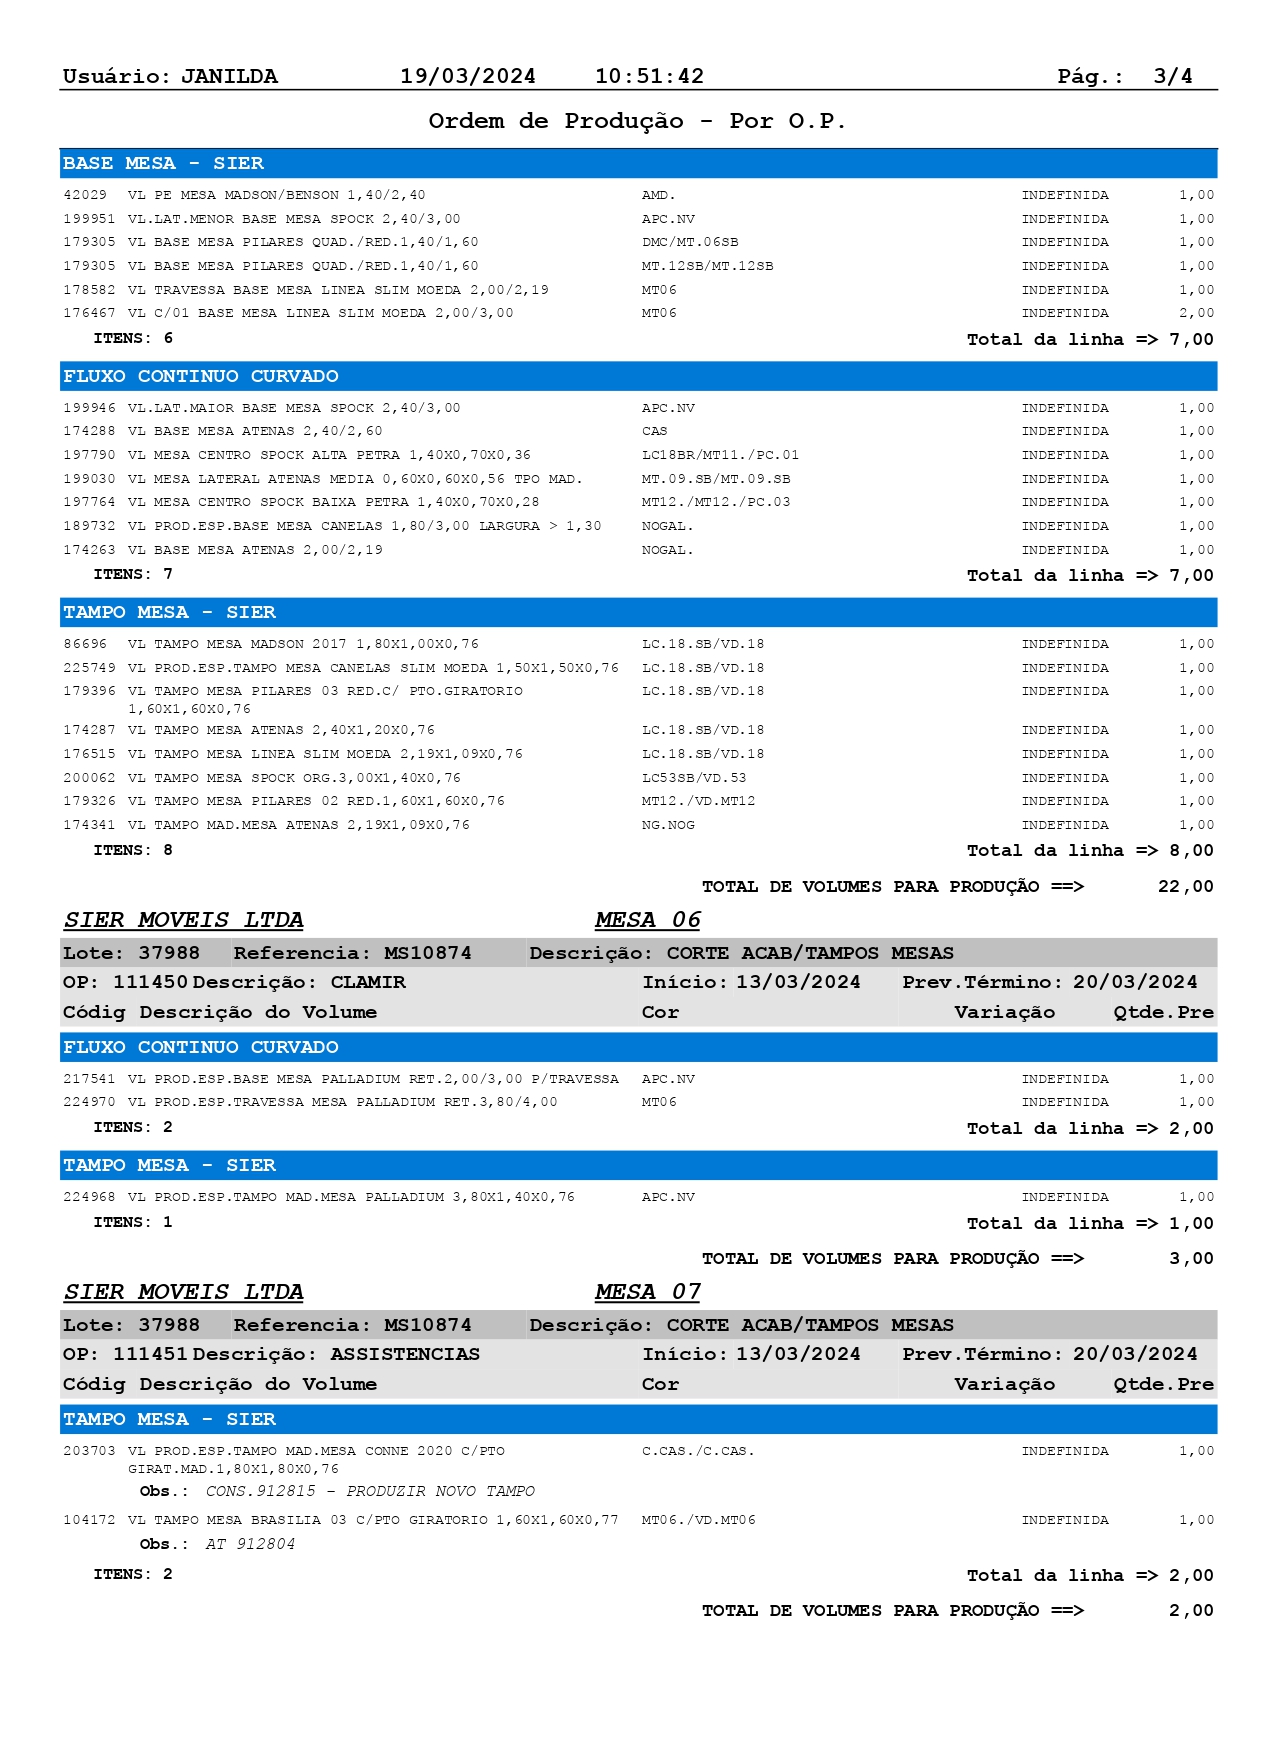 Usuário: JANILDA 19/03/2024 10:51:42 Pág.: 3/4
Ordem de Produção - Por O.P.
BASE MESA - SIER
42029 VL PE MESA MADSON/BENSON 1,40/2,40 AMD. INDEFINIDA 1,00
199951 VL.LAT.MENOR BASE MESA SPOCK 2,40/3,00 APC.NV INDEFINIDA 1,00
179305 VL BASE MESA PILARES QUAD./RED.1,40/1,60 DMC/MT.06SB INDEFINIDA 1,00
179305 VL BASE MESA PILARES QUAD./RED.1,40/1,60 MT.12SB/MT.12SB INDEFINIDA 1,00
178582 VL TRAVESSA BASE MESA LINEA SLIM MOEDA 2,00/2,19 MT06 INDEFINIDA 1,00
176467 VL C/01 BASE MESA LINEA SLIM MOEDA 2,00/3,00 MT06 INDEFINIDA 2,00
ITENS: 6 Total da linha => 7,00
FLUXO CONTINUO CURVADO
199946 VL.LAT.MAIOR BASE MESA SPOCK 2,40/3,00 APC.NV INDEFINIDA 1,00
174288 VL BASE MESA ATENAS 2,40/2,60 CAS INDEFINIDA 1,00
197790 VL MESA CENTRO SPOCK ALTA PETRA 1,40X0,70X0,36 LC18BR/MT11./PC.01 INDEFINIDA 1,00
199030 VL MESA LATERAL ATENAS MEDIA 0,60X0,60X0,56 TPO MAD. MT.09.SB/MT.09.SB INDEFINIDA 1,00
197764 VL MESA CENTRO SPOCK BAIXA PETRA 1,40X0,70X0,28 MT12./MT12./PC.03 INDEFINIDA 1,00
189732 VL PROD.ESP.BASE MESA CANELAS 1,80/3,00 LARGURA > 1,30 NOGAL. INDEFINIDA 1,00
174263 VL BASE MESA ATENAS 2,00/2,19 NOGAL. INDEFINIDA 1,00
ITENS: 7 Total da linha => 7,00
TAMPO MESA - SIER
86696 VL TAMPO MESA MADSON 2017 1,80X1,00X0,76 LC.18.SB/VD.18 INDEFINIDA 1,00
225749 VL PROD.ESP.TAMPO MESA CANELAS SLIM MOEDA 1,50X1,50X0,76 LC.18.SB/VD.18 INDEFINIDA 1,00
179396 VL TAMPO MESA PILARES 03 RED.C/ PTO.GIRATORIO LC.18.SB/VD.18 INDEFINIDA 1,00
1,60X1,60X0,76
174287 VL TAMPO MESA ATENAS 2,40X1,20X0,76 LC.18.SB/VD.18 INDEFINIDA 1,00
176515 VL TAMPO MESA LINEA SLIM MOEDA 2,19X1,09X0,76 LC.18.SB/VD.18 INDEFINIDA 1,00
200062 VL TAMPO MESA SPOCK ORG.3,00X1,40X0,76 LC53SB/VD.53 INDEFINIDA 1,00
179326 VL TAMPO MESA PILARES 02 RED.1,60X1,60X0,76 MT12./VD.MT12 INDEFINIDA 1,00
174341 VL TAMPO MAD.MESA ATENAS 2,19X1,09X0,76 NG.NOG INDEFINIDA 1,00
ITENS: 8 Total da linha => 8,00
TOTAL DE VOLUMES PARA PRODUÇÃO ==> 22,00
SIER MOVEIS LTDA MESA 06
Lote: 37988 Referencia: MS10874 Descrição: CORTE ACAB/TAMPOS MESAS
OP: 111450 Descrição: CLAMIR Início: 13/03/2024 Prev.Término: 20/03/2024
Códig Descrição do Volume Cor Variação Qtde.Pre
FLUXO CONTINUO CURVADO
217541 VL PROD.ESP.BASE MESA PALLADIUM RET.2,00/3,00 P/TRAVESSA APC.NV INDEFINIDA 1,00
224970 VL PROD.ESP.TRAVESSA MESA PALLADIUM RET.3,80/4,00 MT06 INDEFINIDA 1,00
ITENS: 2 Total da linha => 2,00
TAMPO MESA - SIER
224968 VL PROD.ESP.TAMPO MAD.MESA PALLADIUM 3,80X1,40X0,76 APC.NV INDEFINIDA 1,00
ITENS: 1 Total da linha => 1,00
TOTAL DE VOLUMES PARA PRODUÇÃO ==> 3,00
SIER MOVEIS LTDA MESA 07
Lote: 37988 Referencia: MS10874 Descrição: CORTE ACAB/TAMPOS MESAS
OP: 111451 Descrição: ASSISTENCIAS Início: 13/03/2024 Prev.Término: 20/03/2024
Códig Descrição do Volume Cor Variação Qtde.Pre
TAMPO MESA - SIER
203703 VL PROD.ESP.TAMPO MAD.MESA CONNE 2020 C/PTO C.CAS./C.CAS. INDEFINIDA 1,00
GIRAT.MAD.1,80X1,80X0,76
Obs.: CONS.912815 - PRODUZIR NOVO TAMPO
104172 VL TAMPO MESA BRASILIA 03 C/PTO GIRATORIO 1,60X1,60X0,77 MT06./VD.MT06 INDEFINIDA 1,00
Obs.: AT 912804
ITENS: 2 Total da linha => 2,00
TOTAL DE VOLUMES PARA PRODUÇÃO ==> 2,00